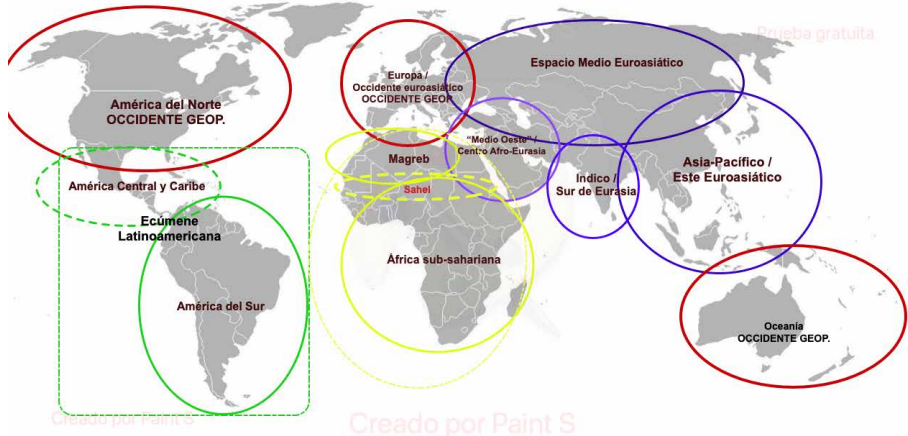 Prueba gratuita
América del Norte
OCCIDENTE GEOP.
Europa /
Occidente euroasiático
OCCIDENTE GEOP.
Espacio Medio Euroasiático
"Medio Oeste" /
Centro Afro-Eurasia
Magreb
Sahel
Indico /
Sur de Eurasia
Asia-Pacífico /
Este Euroasiático
América Central y Caribe
Ecúmene
Latinoamericana
África sub-sahariana
América del Sur
Oceanía
OCCIDENTE GEOP.
Creado por Paint S
Creado por Paint S